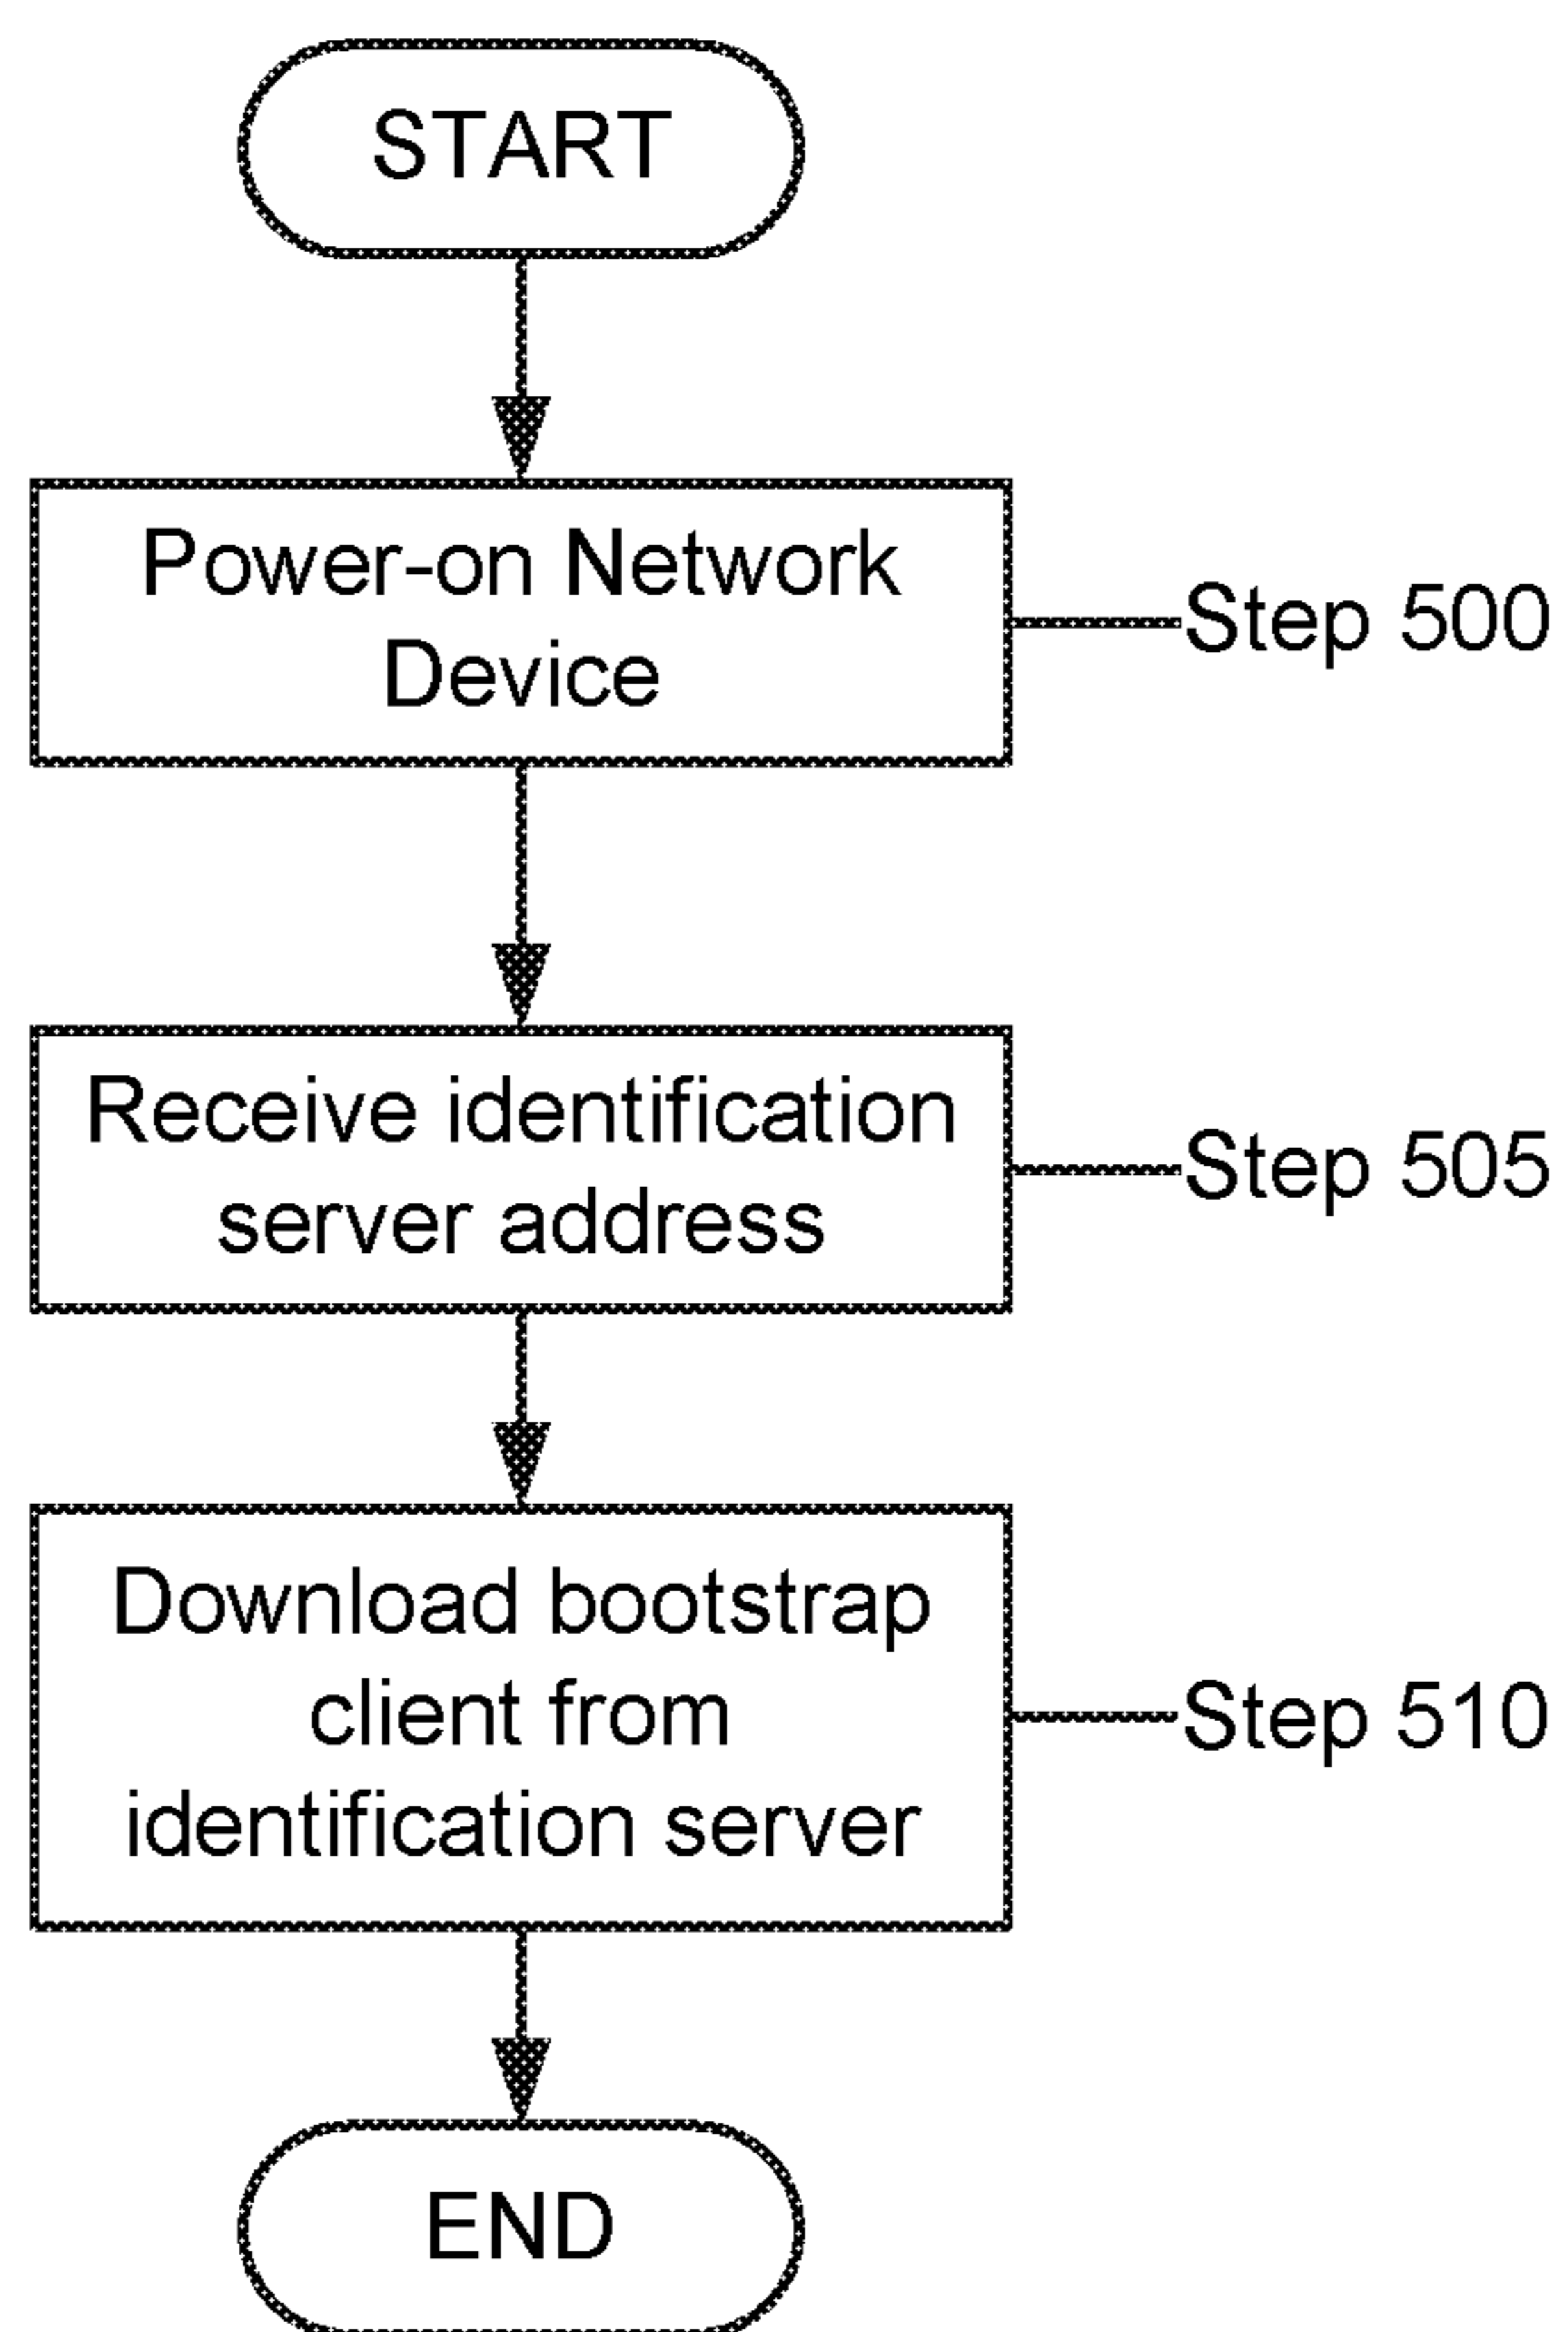 START
Power-on Network
Device
Step 500
Receive identification
server address
Step 505
Download bootstrap
client from
identification server
Step 510
END